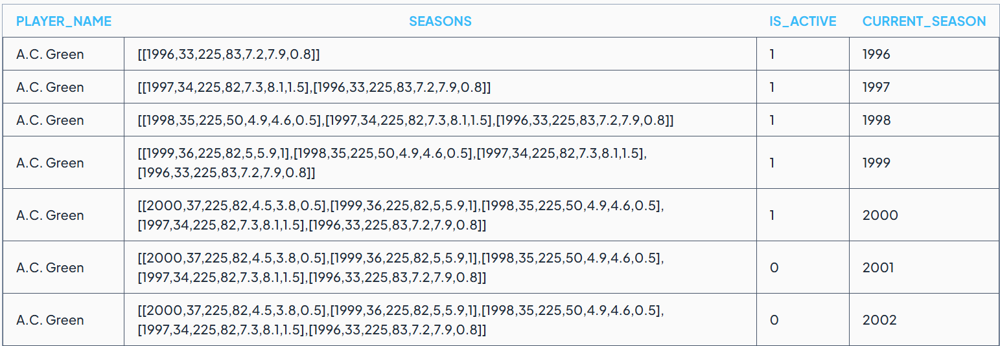 PLAYER_NAME SEASONS IS_ACTIVE CURRENT_SEASON
A.C. Green [[1996,33,225,83,7.2,7.9,0.8]] 1 1996
A.C. Green [[1997,34,225,82,7.3,8.1,1.5],[1996,33,225,83,7.2,7.9,0.8]] 1 1997
A.C. Green [[1998,35,225,50,4.9,4.6,0.5],[1997,34,225,82,7.3,8.1,1.5],[1996,33,225,83,7.2,7.9,0.8]] 1 1998
A.C. Green [[1999,36,225,82,5,5.9,1],[1998,35,225,50,4.9,4.6,0.5],[1997,34,225,82,7.3,8.1,1.5],
[1996,33,225,83,7.2,7.9,0.8]] 1 1999
A.C. Green [[2000,37,225,82,4.5,3.8,0.5],[1999,36,225,82,5,5.9,1],[1998,35,225,50,4.9,4.6,0.5],
[1997,34,225,82,7.3,8.1,1.5],[1996,33,225,83,7.2,7.9,0.8]] 1 2000
A.C. Green [[2000,37,225,82,4.5,3.8,0.5],[1999,36,225,82,5,5.9,1],[1998,35,225,50,4.9,4.6,0.5],
[1997,34,225,82,7.3,8.1,1.5],[1996,33,225,83,7.2,7.9,0.8]] 0 2001
A.C. Green [[2000,37,225,82,4.5,3.8,0.5],[1999,36,225,82,5,5.9,1],[1998,35,225,50,4.9,4.6,0.5],
[1997,34,225,82,7.3,8.1,1.5],[1996,33,225,83,7.2,7.9,0.8]] 0 2002